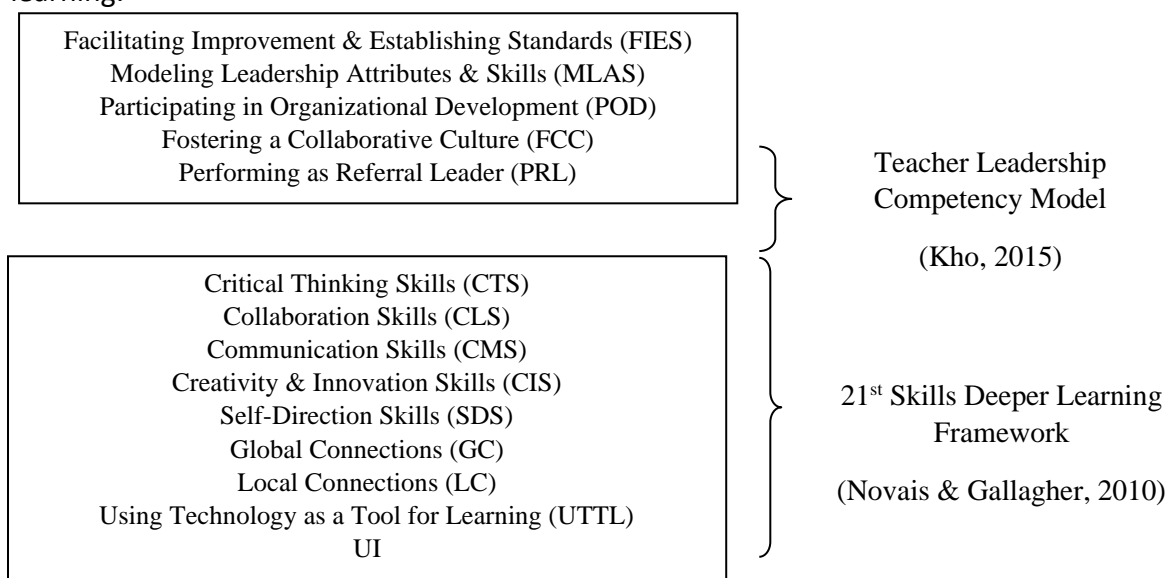 learning.
Facilitating Improvement & Establishing Standards (FIES)
Modeling Leadership Attributes & Skills (MLAS)
Participating in Organizational Development (POD)
Fostering a Collaborative Culture (FCC)
Performing as Referral Leader (PRL)
Teacher Leadership
Competency Model
(Kho, 2015)
Critical Thinking Skills (CTS)
Collaboration Skills (CLS)
Communication Skills (CMS)
Creativity & Innovation Skills (CIS)
Self-Direction Skills (SDS)
Global Connections (GC)
Local Connections (LC)
Using Technology as a Tool for Learning (UTTL)
UI
21st Skills Deeper Learning
Framework
(Novais & Gallagher, 2010)